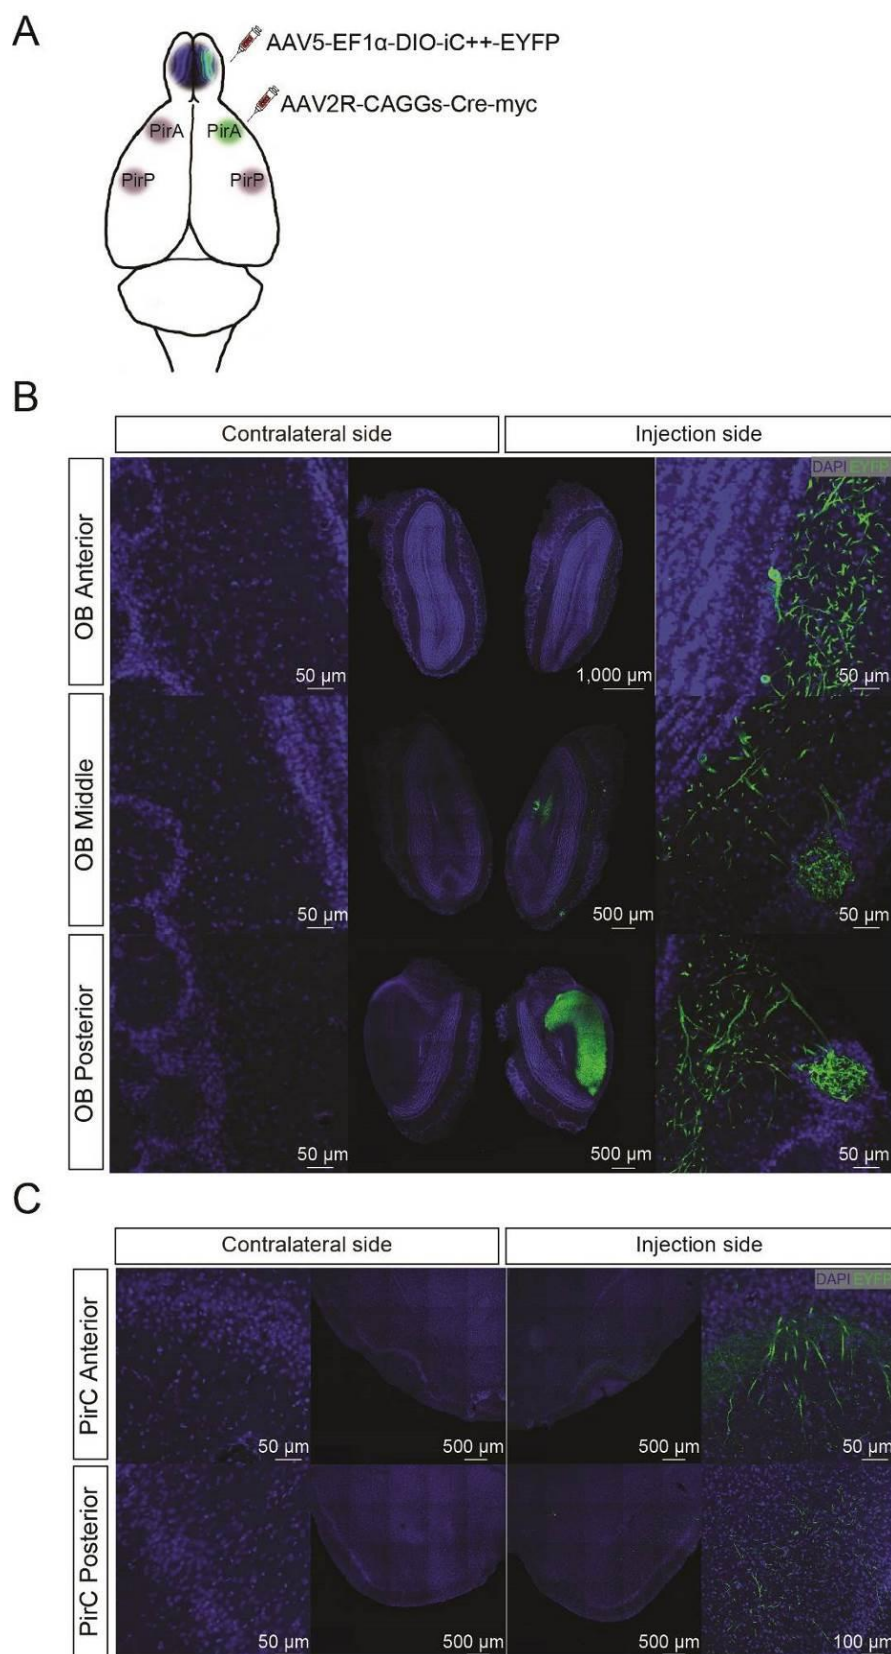 A
AAV5-EF1α-DIO-iC++-EYFP
AAV2R-CAGGs-Cre-myc
PirA PirA
PirP PirP
B
Contralateral side Injection side
OB Anterior
DAPI EYFP
50 µm 1,000 µm 50 µm
OB Middle
50 µm 500 µm 50 µm
OB Posterior
50 µm 500 µm 50 µm
C
Contralateral side Injection side
PirC Anterior
DAPI EYFP
50 µm 500 µm 500 µm 50 µm
PirC Posterior
50 µm 500 µm 500 µm 100 µm